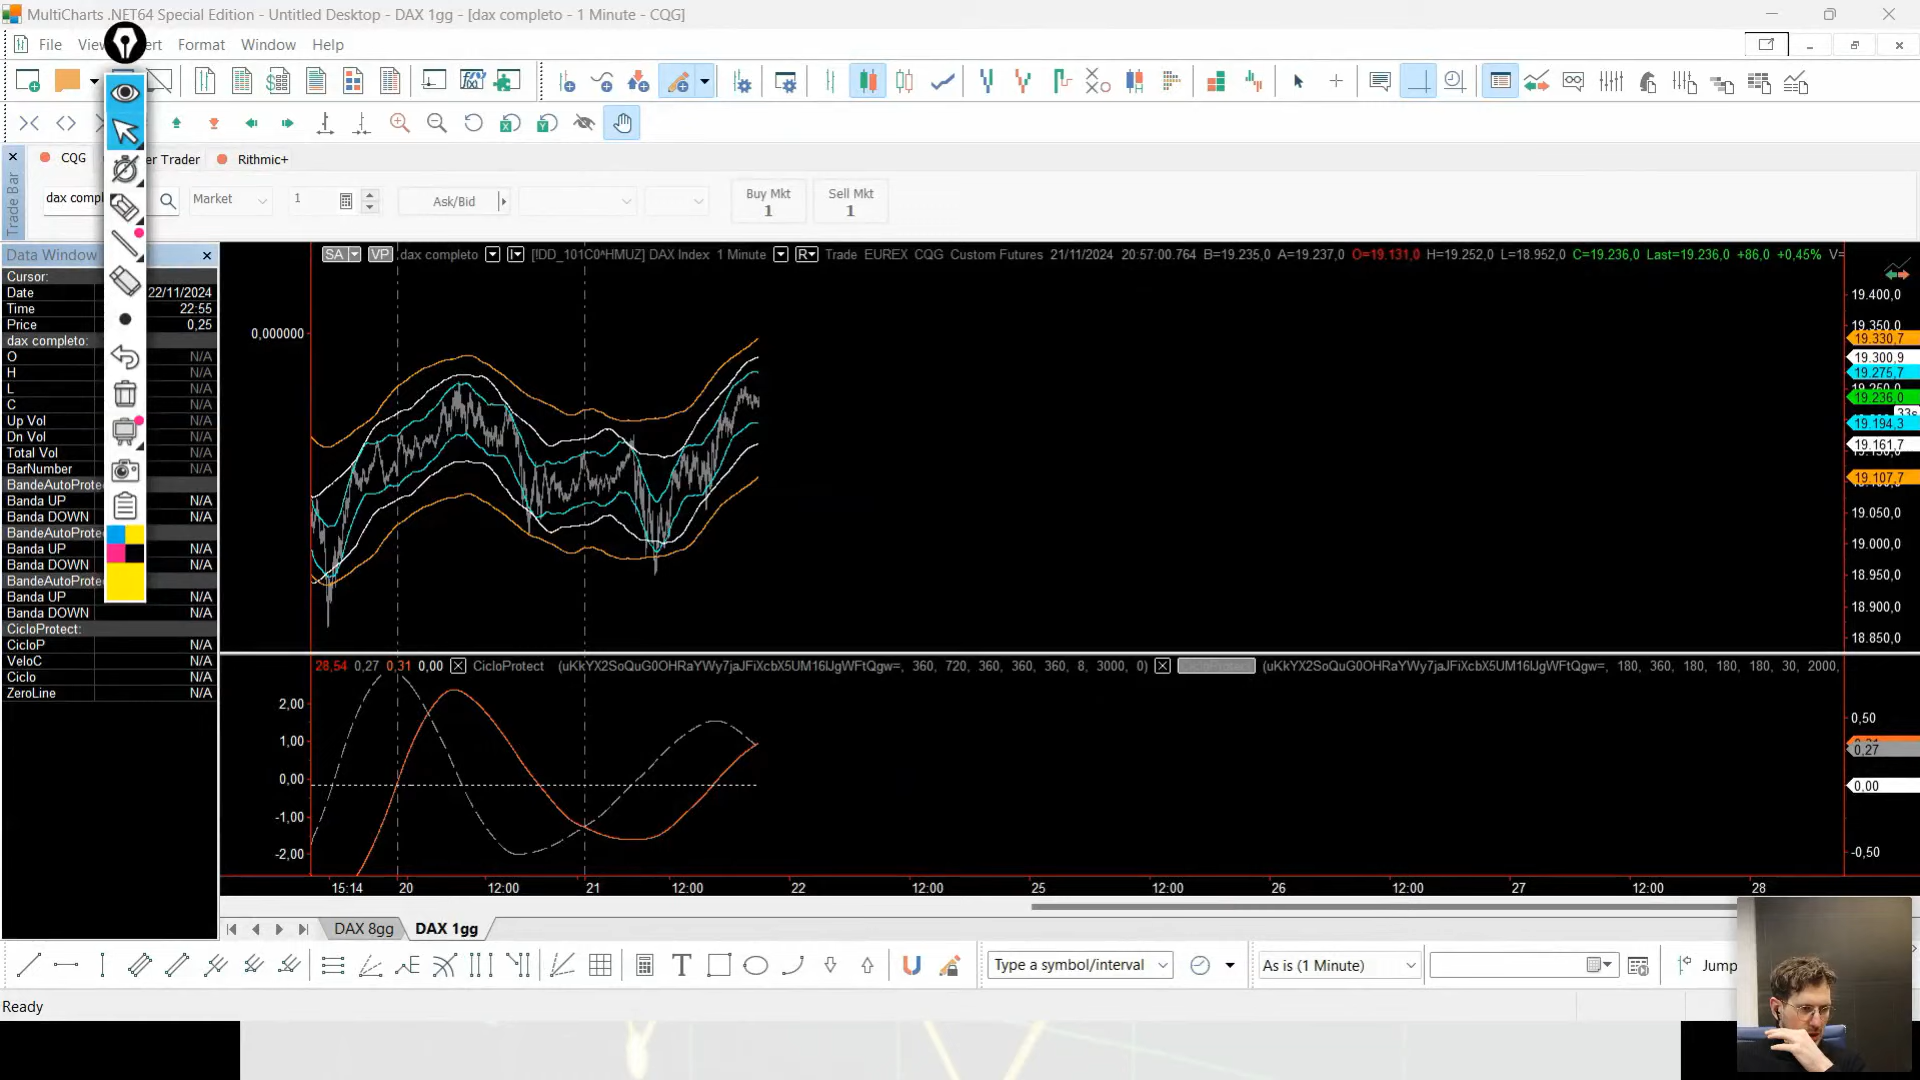 MultiCharts .NET64 Special Edition - Untitled Desktop - DAX 1gg - [dax completo - 1 Minute - CQG]
File Format Window Help
CQG er Trader Rithmic+
Trade Bar
dax compl Market 1 Ask/Bid Buy Mkt 1 Sell Mkt 1
Data Window
SA VP dax completo [!DD_101C0^HMUZ] DAX Index 1 Minute R Trade EUREX CQG Custom Futures 21/11/2024 20:57:00.764 B=19.235,0 A=19.237,0 O=19.131,0 H=19.252,0 L=18.952,0 C=19.236,0 Last=19.236,0 +86,0 +0,45% V=
Cursor:
Date 22/11/2024
Time 22:55
Price 0,25
dax completo:
O N/A
H N/A
L N/A
C N/A
Up Vol N/A
Dn Vol N/A
Total Vol N/A
BarNumber N/A
BandeAutoProte
Banda UP N/A
Banda DOWN N/A
BandeAutoProte
Banda UP N/A
Banda DOWN N/A
BandeAutoProte
Banda UP N/A
Banda DOWN N/A
CicloProtect:
CicloP N/A
VeloC N/A
Ciclo N/A
ZeroLine N/A
0,000000
19.400,0
19.350,0
19.330,7
19.300,9
19.275,7
19.236,0
33s
19.194,3
19.161,7
19.107,7
19.050,0
19.000,0
18.950,0
18.900,0
18.850,0
28,54 0,27 0,31 0,00 CicloProtect (uKkYX2SoQuG0OHRaYWy7jaJFiXcbX5UM16lJgWFtQgw=, 360, 720, 360, 360, 360, 8, 3000, 0) (uKkYX2SoQuG0OHRaYWy7jaJFiXcbX5UM16lJgWFtQgw=, 180, 360, 180, 180, 180, 30, 2000,
2,00
1,00
0,00
-1,00
-2,00
0,50
0,27
0,00
-0,50
15:14 20 12:00 21 12:00 22 12:00 25 12:00 26 12:00 27 12:00 28
DAX 8gg DAX 1gg
Type a symbol/interval As is (1 Minute) Jump
Ready